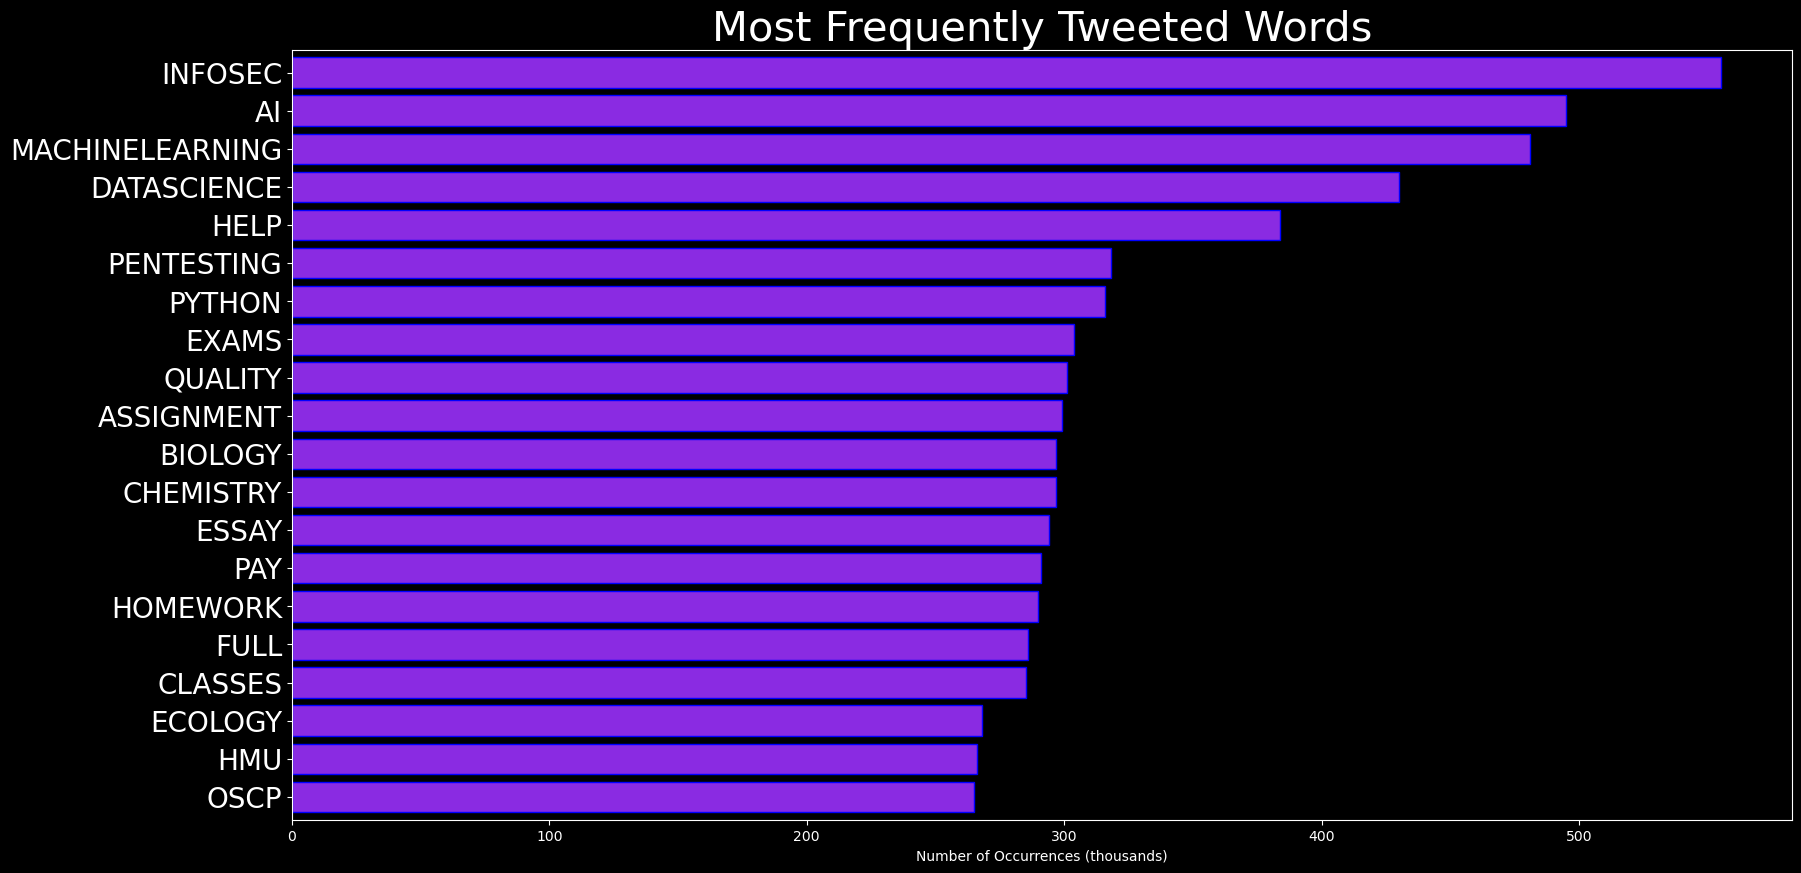 Most Frequently Tweeted Words
INFOSEC
AI
MACHINELEARNING
DATASCIENCE
HELP
PENTESTING
PYTHON
EXAMS
QUALITY
ASSIGNMENT
BIOLOGY
CHEMISTRY
ESSAY
PAY
HOMEWORK
FULL
CLASSES
ECOLOGY
HMU
OSCP
0 100 200 300 400 500
Number of Occurrences (thousands)